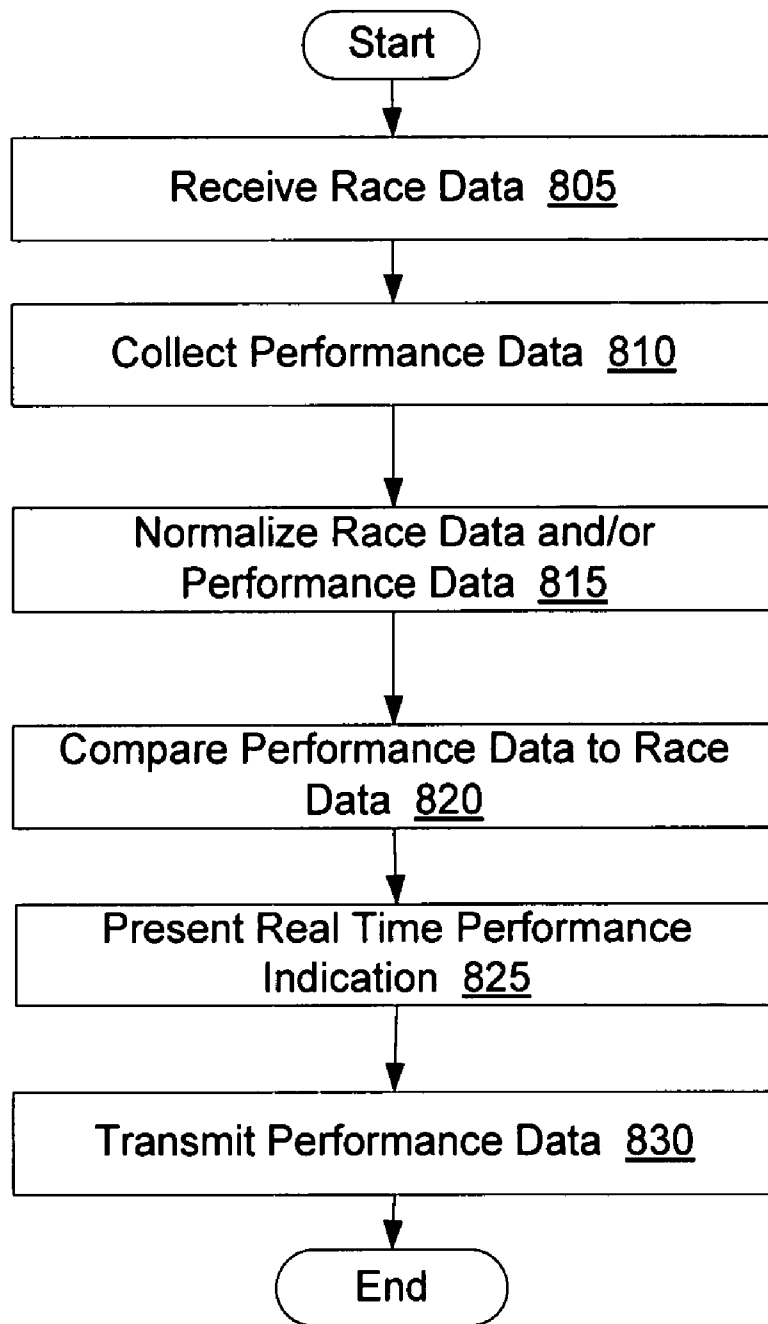 Start
Receive Race Data 805
Collect Performance Data 810
Normalize Race Data and/or
Performance Data 815
Compare Performance Data to Race
Data 820
Present Real Time Performance
Indication 825
Transmit Performance Data 830
End